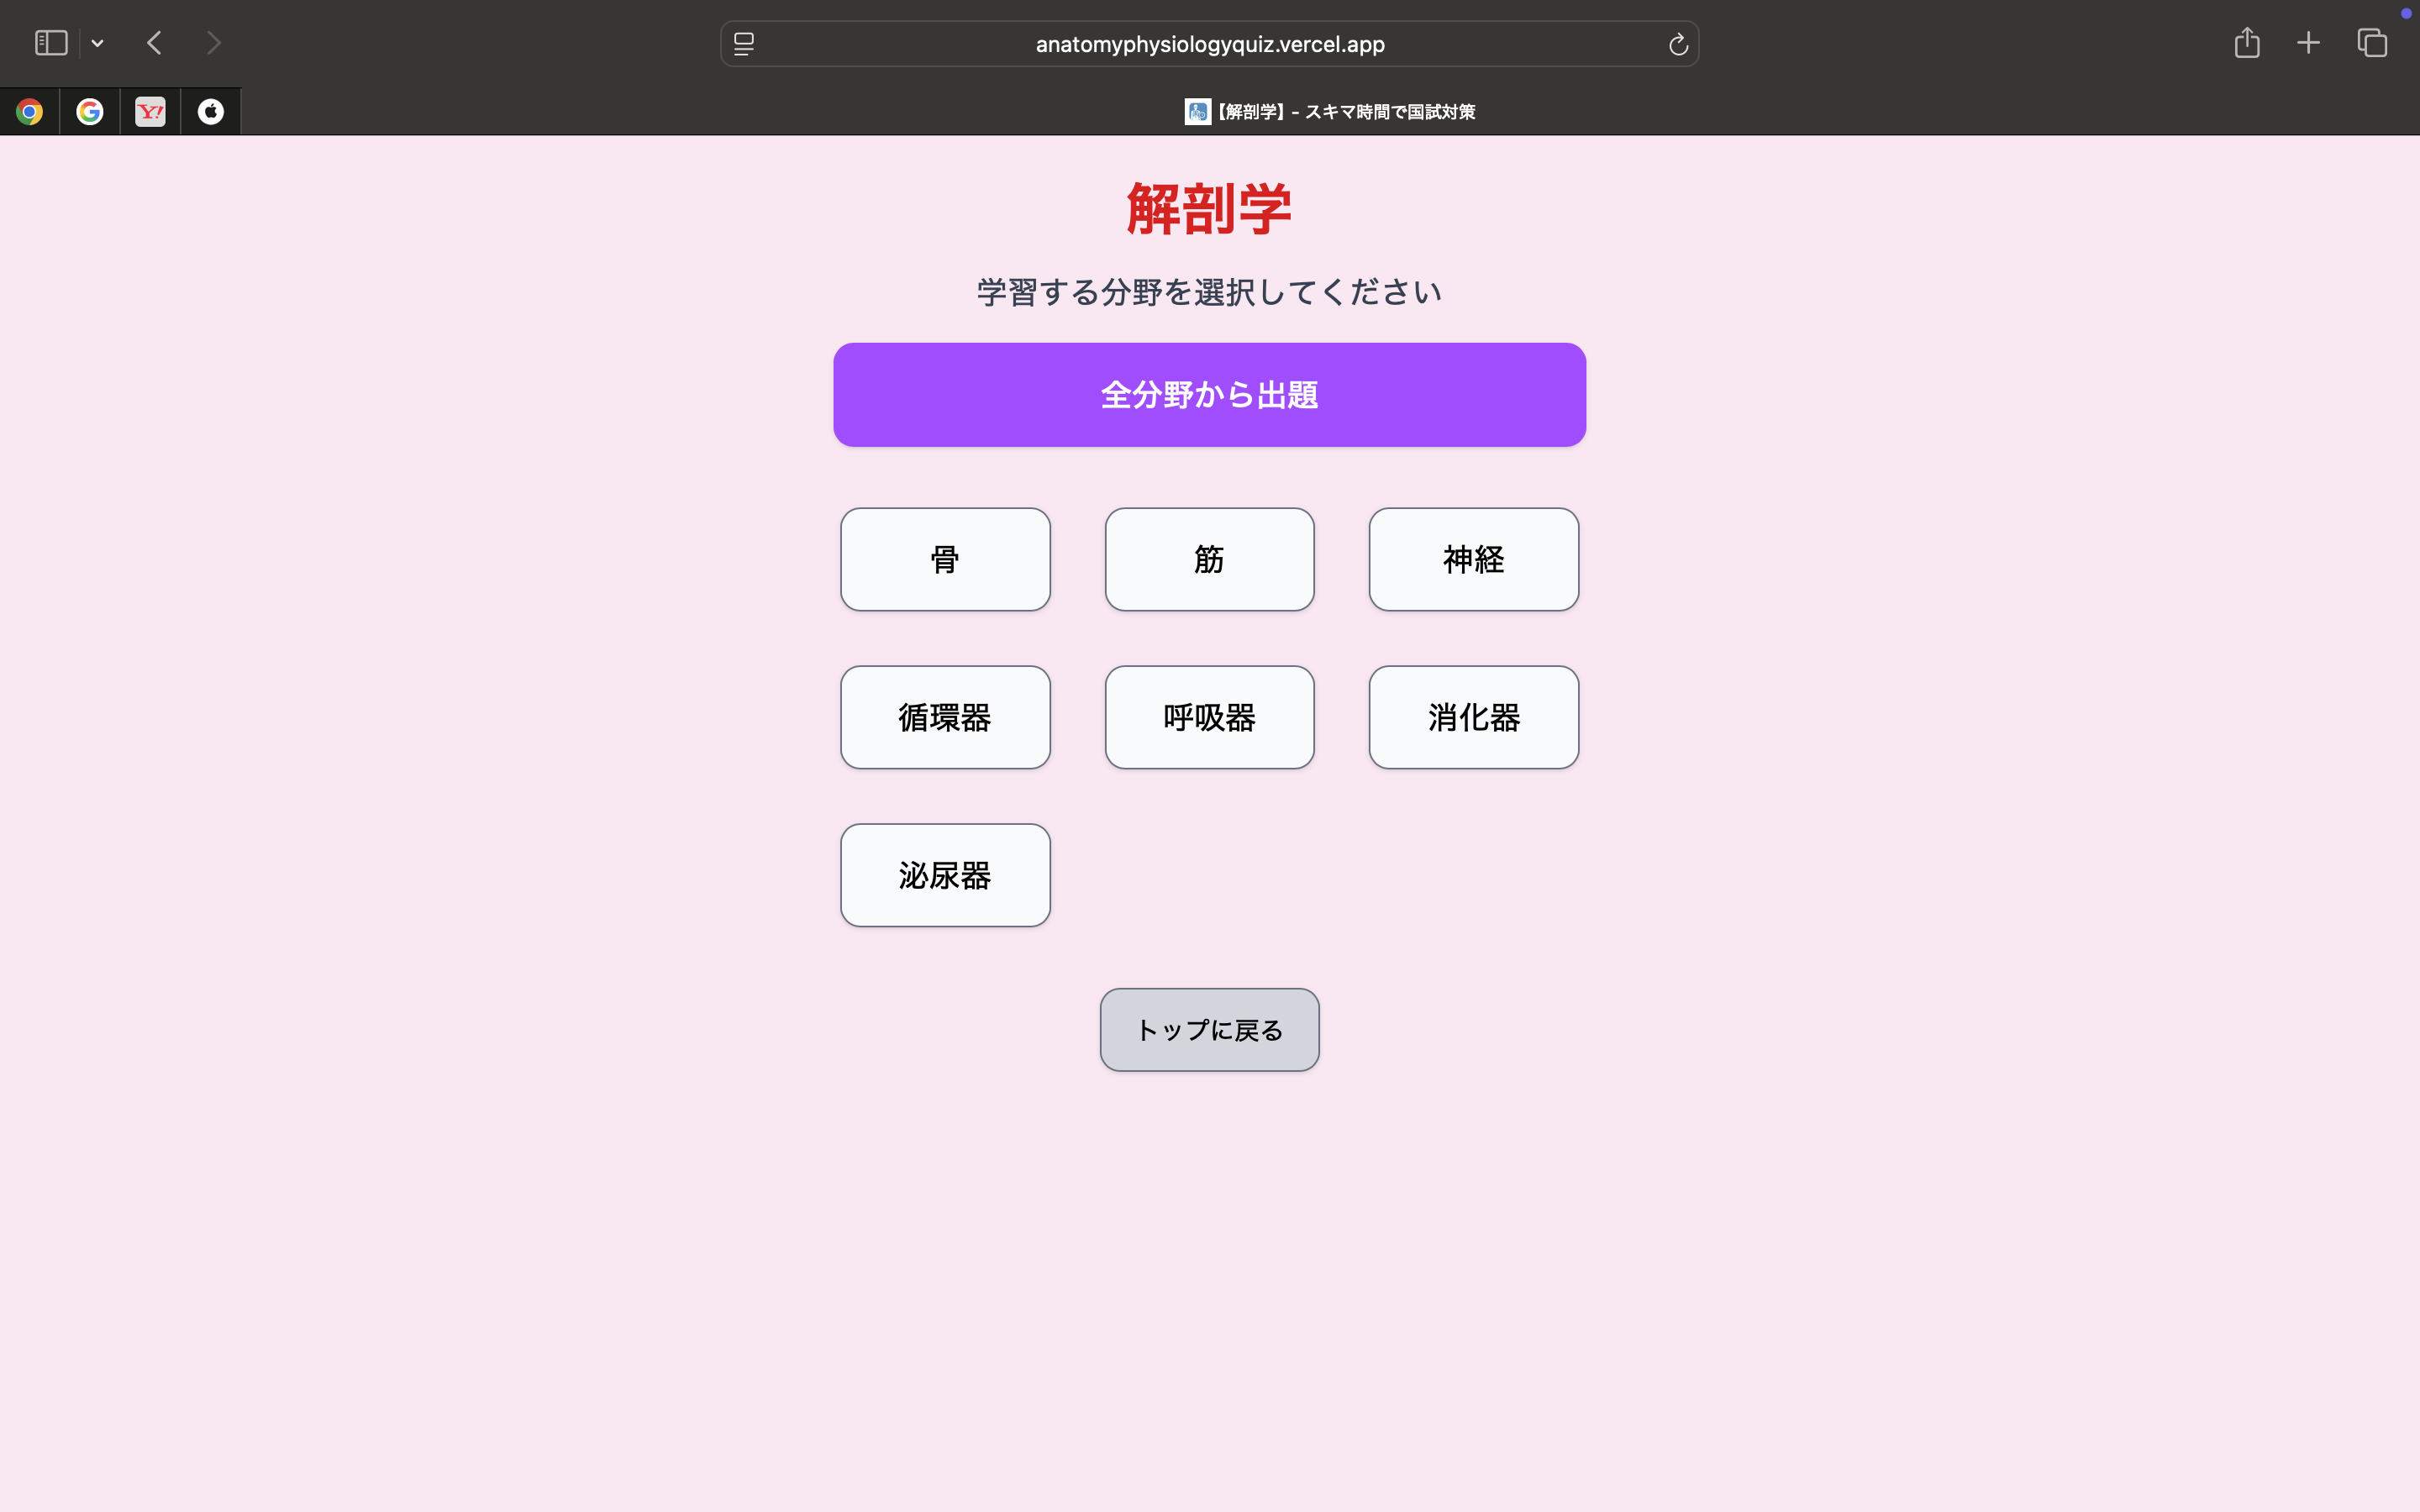 anatomyphysiologyquiz.vercel.app
【解剖学】- スキマ時間で国試対策
解剖学
学習する分野を選択してください
全分野から出題
骨
筋
神経
循環器
呼吸器
消化器
泌尿器
トップに戻る